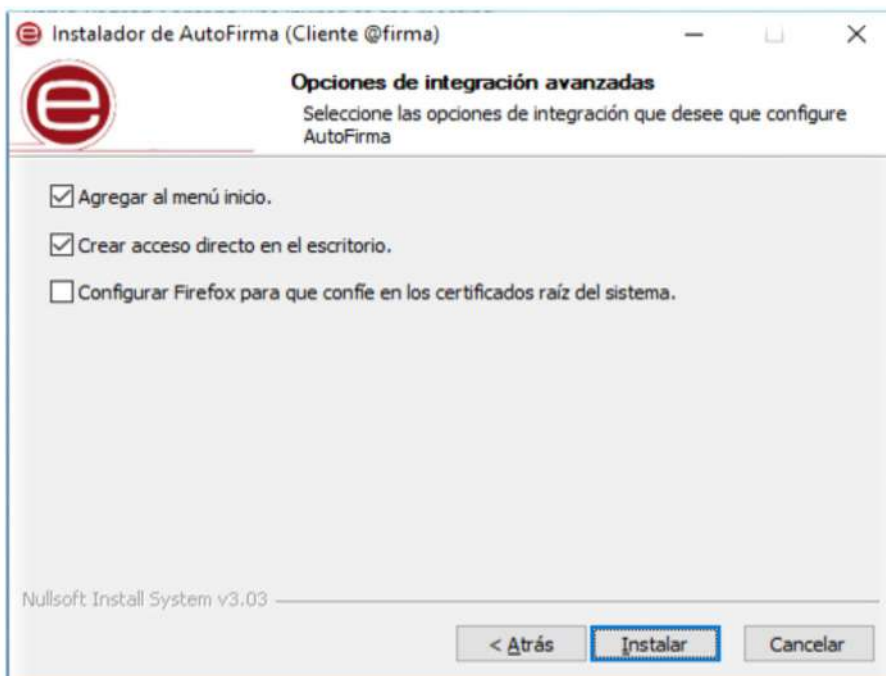 Instalador de AutoFirma (Cliente @firma)
Opciones de integración avanzadas
Seleccione las opciones de integración que desee que configure
AutoFirma
Agregar al menú inicio.
Crear acceso directo en el escritorio.
Configurar Firefox para que confíe en los certificados raíz del sistema.
Nullsoft Install System v3.03
< Atrás
Instalar
Cancelar